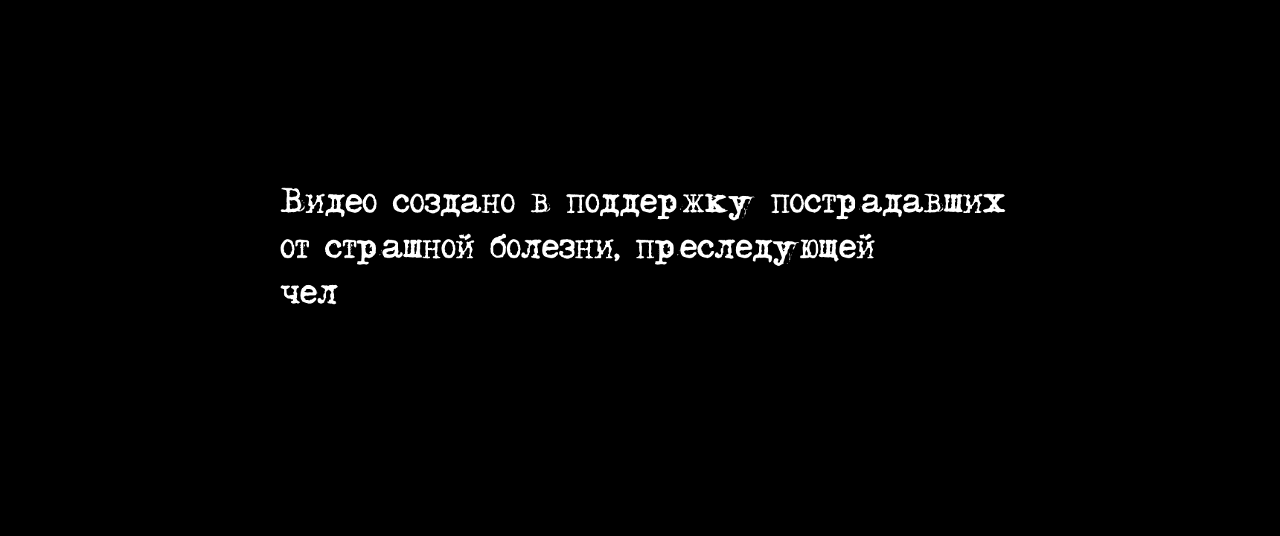 Видео создано в поддержку пострадавших
от страшной болезни, преследующей
чел